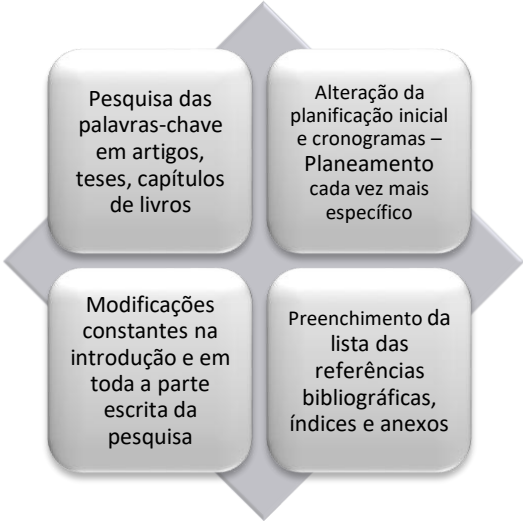 Pesquisa das
palavras-chave
em artigos,
teses, capítulos
de livros
Alteração da
planificação inicial
e cronogramas –
Planeamento
cada vez mais
específico
Modificações
constantes na
introdução e em
toda a parte
escrita da
pesquisa
Preenchimento da
lista das
referências
bibliográficas,
índices e anexos